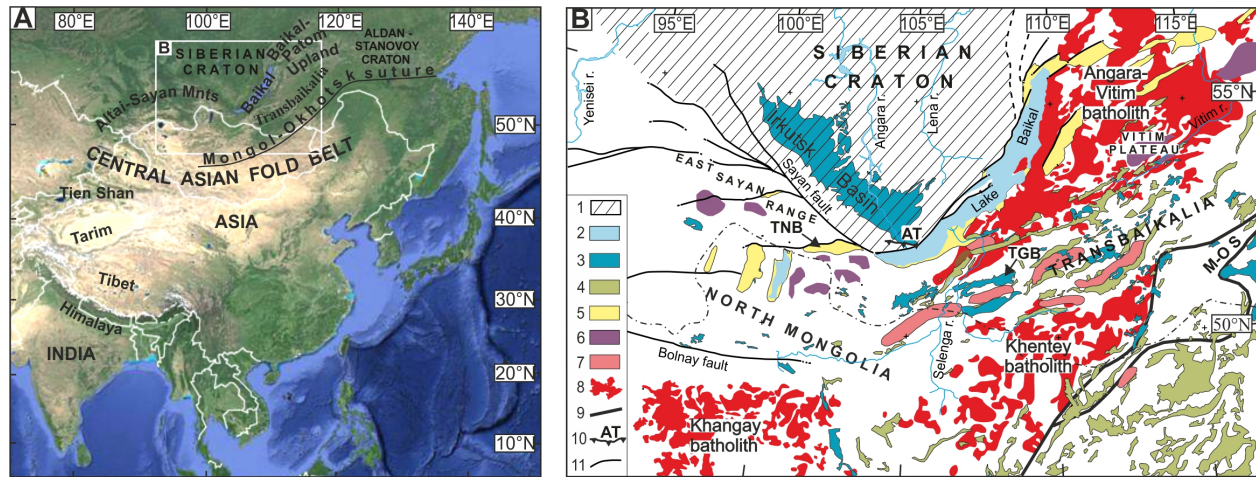 A
80°E
100°E
120°E
140°E
B
SIBERIAN
CRATON
Baikal-
Patom
Upland
ALDAN -
STANOVOY
CRATON
Baikal
Transbaikalia
Altai-Sayan Mnts
Mongol-Okhotsk suture
CENTRAL ASIAN FOLD BELT
Tien Shan
Tarim
ASIA
Tibet
Himalaya
INDIA
50°N
40°N
30°N
20°N
10°N
B
95°E
100°E
105°E
110°E
115°E
55°N
50°N
SIBERIAN
CRATON
Yeniseir r.
Angara r.
Lena r.
Irkutsk
Basin
Sayan fault
EAST SAYAN
RANGE
TNB
AT
Lake
Baikal
Angara-
Vitim
batholith
Vitim r.
VITIM
PLATEAU
TRANSBAIKALIA
TGB
M-OS
NORTH MONGOLIA
Bolnay fault
Selenga r.
Khentey
batholith
Khangay
batholith
1
2
3
4
5
6
7
8
9
AT
10
11